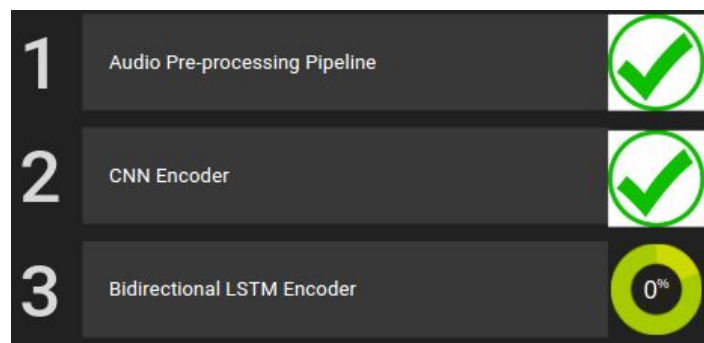 1
Audio Pre-processing Pipeline
2
CNN Encoder
3
Bidirectional LSTM Encoder
0%